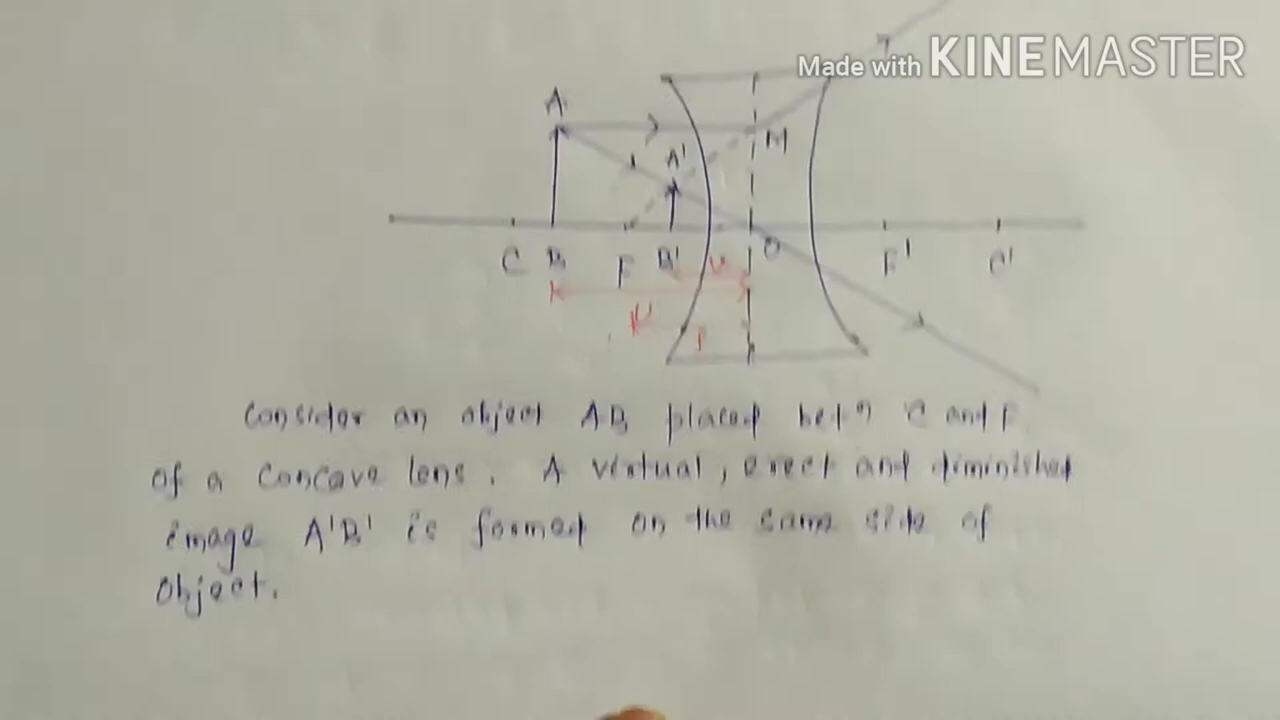 Made with KINEMASTER
A
A'
M
C B F B' O F' C'
v
u
f
Consider an object AB placed betn C and F
of a concave lens. A virtual, erect and diminished
image A'B' is formed on the same side of
object.